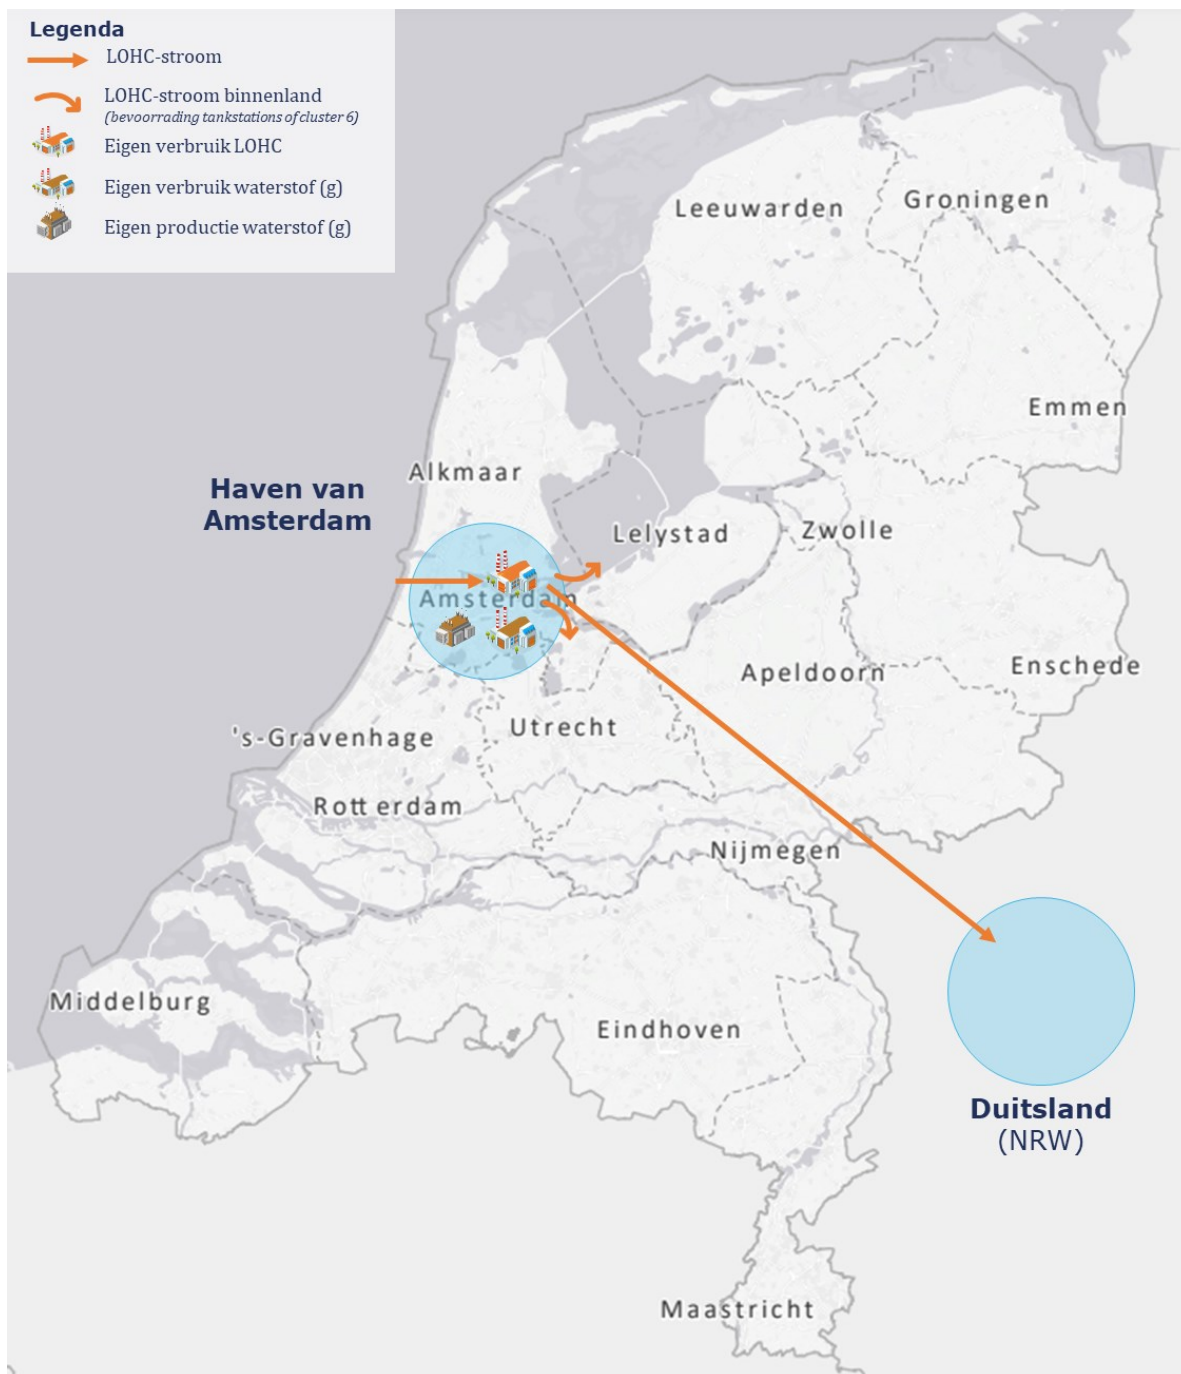 Legenda
LOHC-stroom
LOHC-stroom binnenland
(bevoorrading tankstations of cluster 6)
Eigen verbruik LOHC
Eigen verbruik waterstof (g)
Eigen productie waterstof (g)
Leeuwarden
Groningen
Emmen
Alkmaar
Haven van
Amsterdam
Lelystad
Zwolle
Amsterdam
Apeldoorn
Enschede
's-Gravenhage
Utrecht
Rotterdam
Nijmegen
Middelburg
Eindhoven
Duitsland
(NRW)
Maastricht